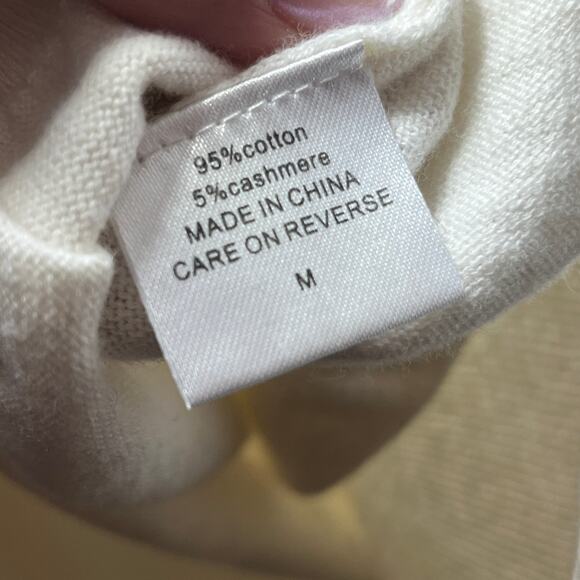 95%cotton
5%cashmere
MADE IN CHINA
CARE ON REVERSE
M